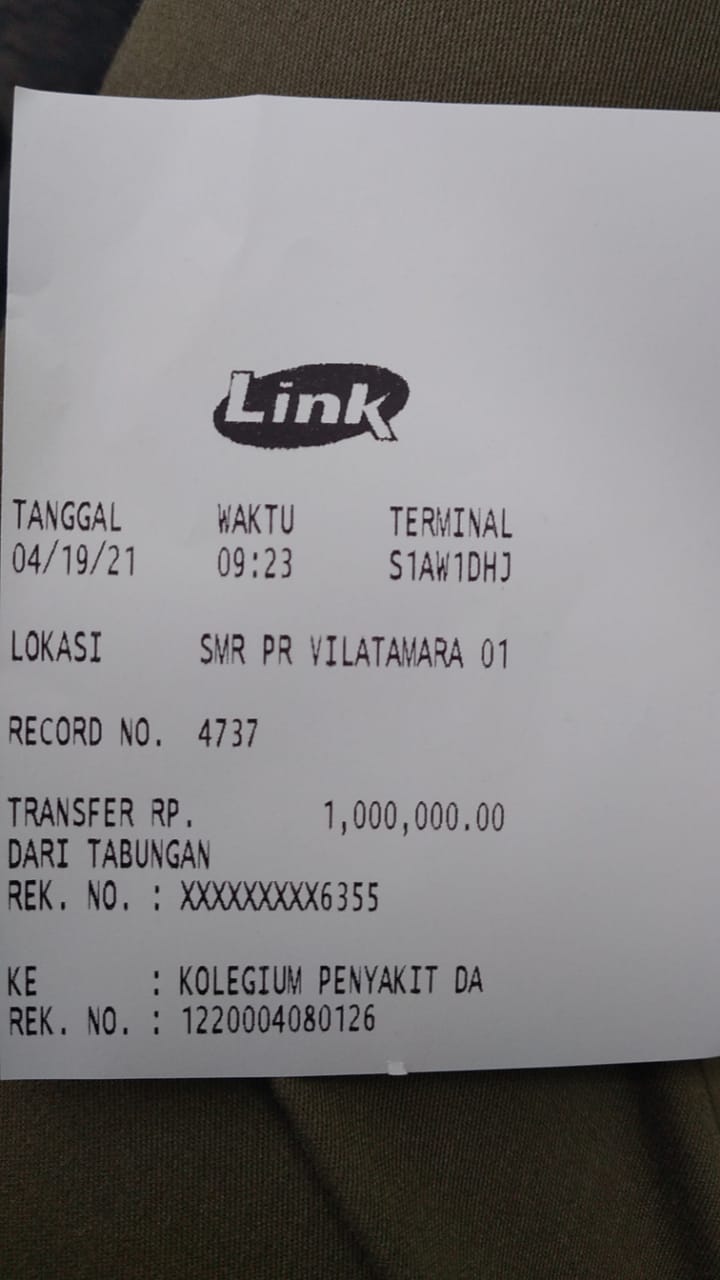 Link
TANGGAL WAKTU TERMINAL
04/19/21 09:23 S1AW1DHJ
LOKASI SMR PR VILATAMARA 01
RECORD NO. 4737
TRANSFER RP. 1,000,000.00
DARI TABUNGAN
REK. NO. : XXXXXXXXX6355
KE : KOLEGIUM PENYAKIT DA
REK. NO. : 1220004080126